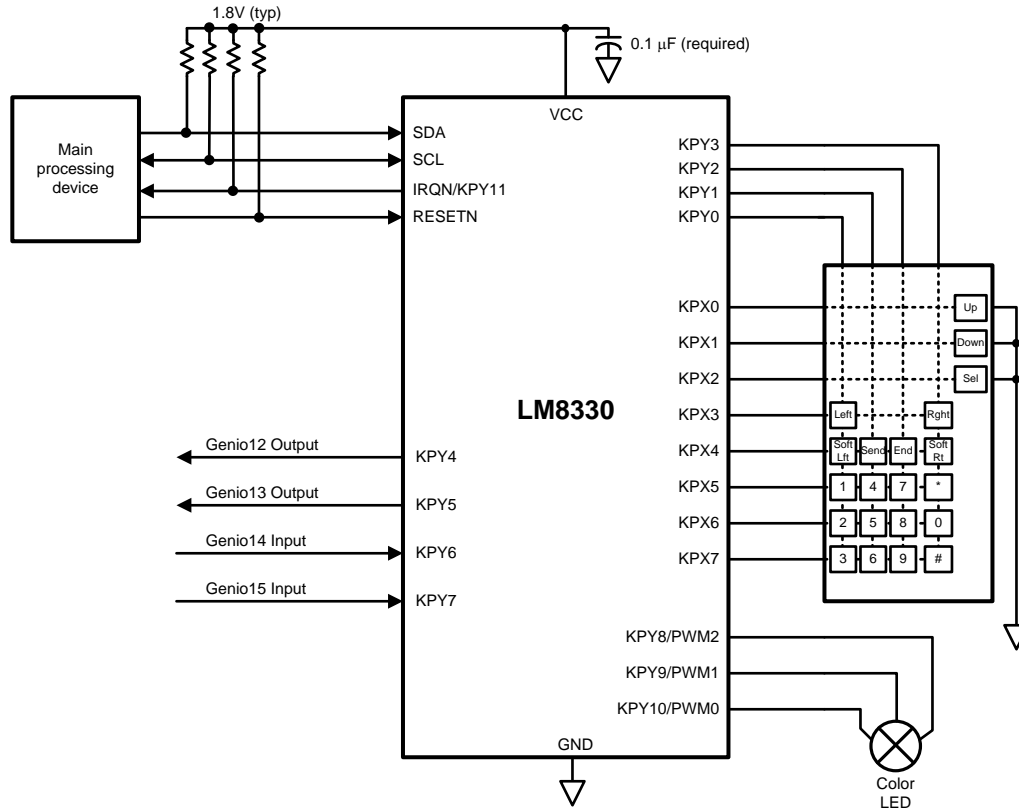 1.8V (typ)
0.1 µF (required)
VCC
Main
processing
device
SDA
SCL
IRQN/KPY11
RESETN
KPY3
KPY2
KPY1
KPY0
KPX0
KPX1
KPX2
KPX3
KPX4
KPX5
KPX6
KPX7
Up
Down
Sel
Left
Rght
Soft
Lft
Send
End
Soft
Rt
1 4 7 *
2 5 8 0
3 6 9 #
LM8330
Genio12 Output
KPY4
Genio13 Output
KPY5
Genio14 Input
KPY6
Genio15 Input
KPY7
KPY8/PWM2
KPY9/PWM1
KPY10/PWM0
GND
Color
LED